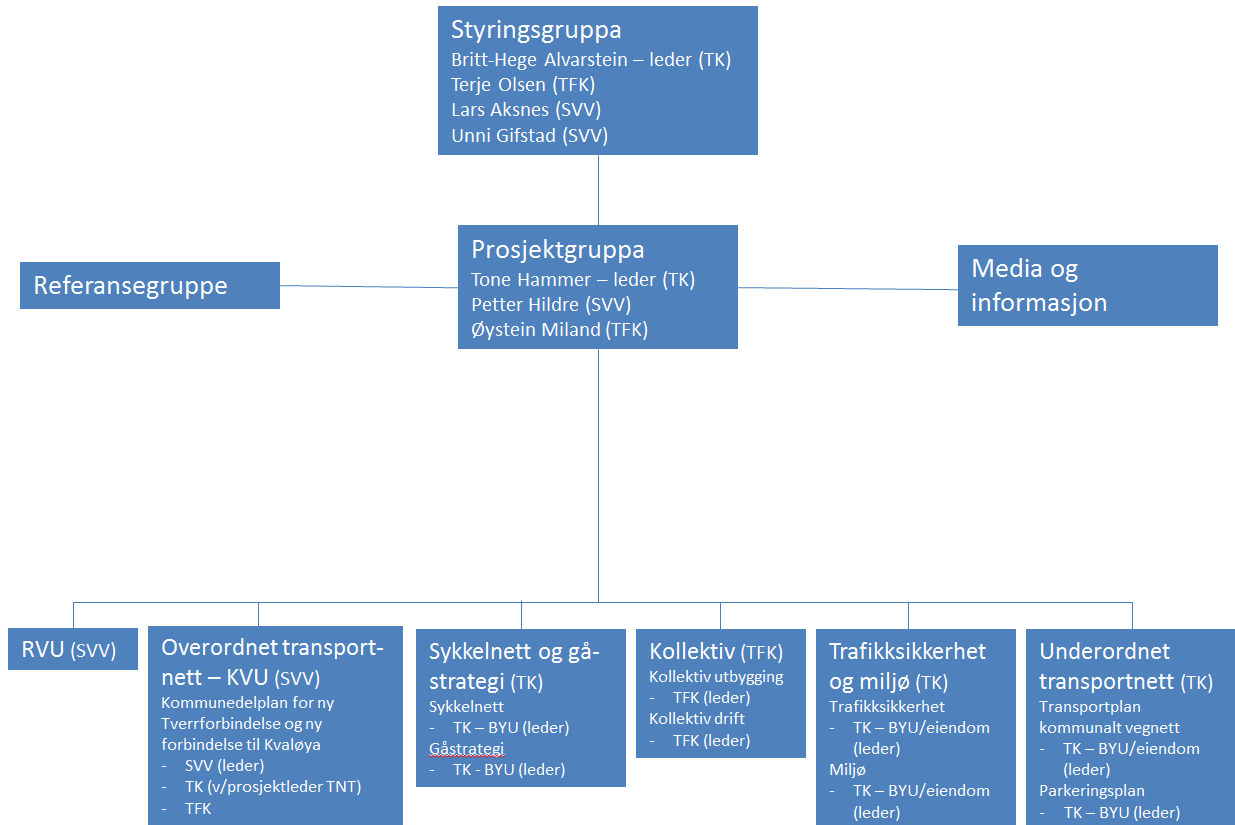 Styringsgruppa
Britt-Hege Alvarstein – leder (TK)
Terje Olsen (TFK)
Lars Aksnes (SVV)
Unni Gifstad (SVV)
Prosjektgruppa
Tone Hammer – leder (TK)
Petter Hildre (SVV)
Øystein Miland (TFK)
Referansegruppe
Media og
informasjon
RVU (SVV)
Overordnet transport-
nett – KVU (SVV)
Kommunedelplan for ny
Tverrforbindelse og ny
forbindelse til Kvaløya
- SVV (leder)
- TK (v/prosjektleder TNT)
- TFK
Sykkelnett og gå-
strategi (TK)
Sykkelnett
- TK – BYU (leder)
Gåstrategi
- TK - BYU (leder)
Kollektiv (TFK)
Kollektiv utbygging
- TFK (leder)
Kollektiv drift
- TFK (leder)
Trafikksikkerhet
og miljø (TK)
Trafikksikkerhet
- TK – BYU/eiendom
(leder)
Miljø
- TK – BYU/eiendom
(leder)
Underordnet
transportnett (TK)
Transportplan
kommunalt vegnett
- TK – BYU/eiendom
(leder)
Parkeringsplan
- TK – BYU (leder)